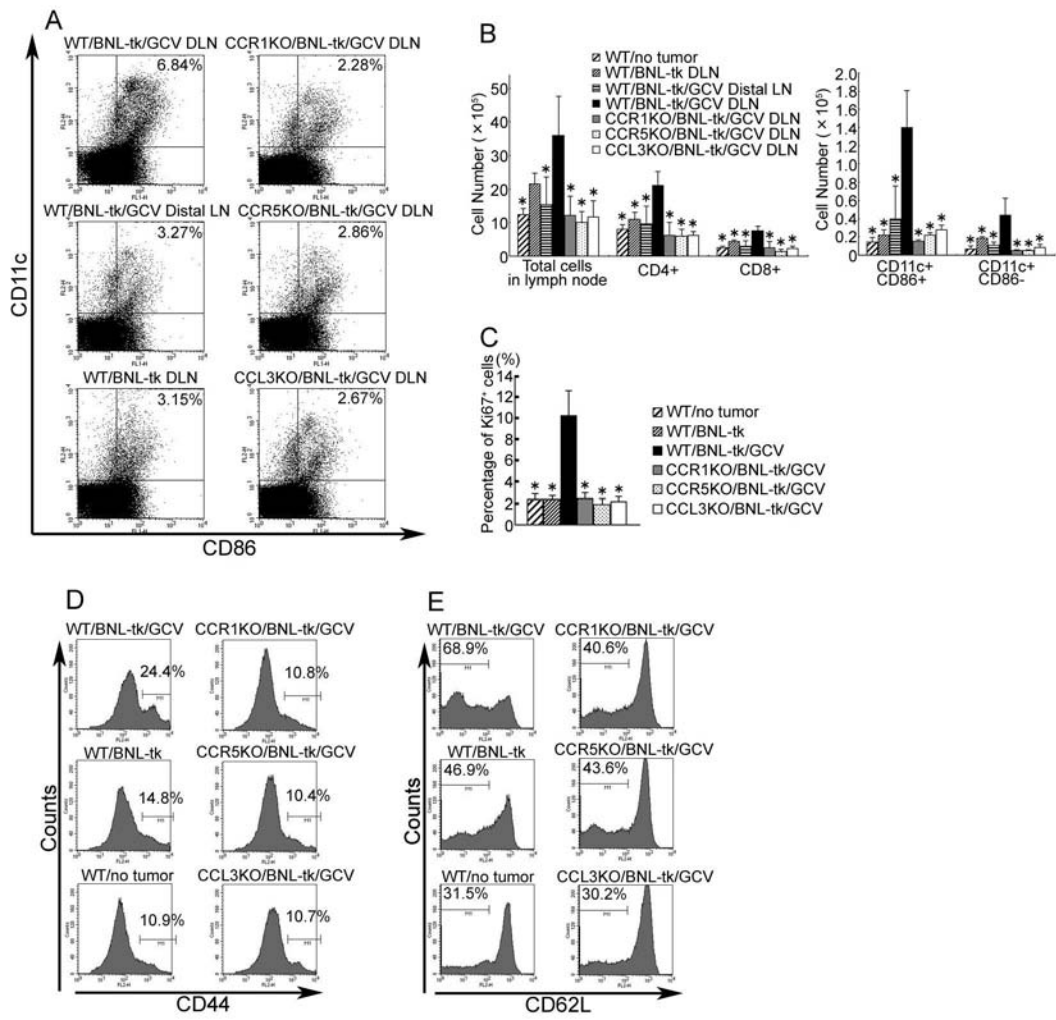 A
WT/BNL-tk/GCV DLN
CCR1KO/BNL-tk/GCV DLN
6.84%
2.28%
WT/BNL-tk/GCV Distal LN
CCR5KO/BNL-tk/GCV DLN
3.27%
2.86%
WT/BNL-tk DLN
CCL3KO/BNL-tk/GCV DLN
3.15%
2.67%
CD11c
CD86
FL2-H
FL1-H
B
WT/no tumor
WT/BNL-tk DLN
WT/BNL-tk/GCV Distal LN
WT/BNL-tk/GCV DLN
CCR1KO/BNL-tk/GCV DLN
CCR5KO/BNL-tk/GCV DLN
CCL3KO/BNL-tk/GCV DLN
Cell Number (×10⁵)
50
40
30
20
10
0
Total cells
in lymph node
CD4+
CD8+
Cell Number (×10⁵)
2.0
1.8
1.6
1.4
1.2
1.0
0.8
0.6
0.4
0.2
0
CD11c+
CD86+
CD11c+
CD86-
C
Percentage of Ki67⁺ cells (%)
14
12
10
8
6
4
2
0
WT/no tumor
WT/BNL-tk
WT/BNL-tk/GCV
CCR1KO/BNL-tk/GCV
CCR5KO/BNL-tk/GCV
CCL3KO/BNL-tk/GCV
D
WT/BNL-tk/GCV
CCR1KO/BNL-tk/GCV
24.4%
10.8%
WT/BNL-tk
CCR5KO/BNL-tk/GCV
14.8%
10.4%
WT/no tumor
CCL3KO/BNL-tk/GCV
10.9%
10.7%
Counts
CD44
E
WT/BNL-tk/GCV
CCR1KO/BNL-tk/GCV
68.9%
40.6%
WT/BNL-tk
CCR5KO/BNL-tk/GCV
46.9%
43.6%
WT/no tumor
CCL3KO/BNL-tk/GCV
31.5%
30.2%
Counts
CD62L